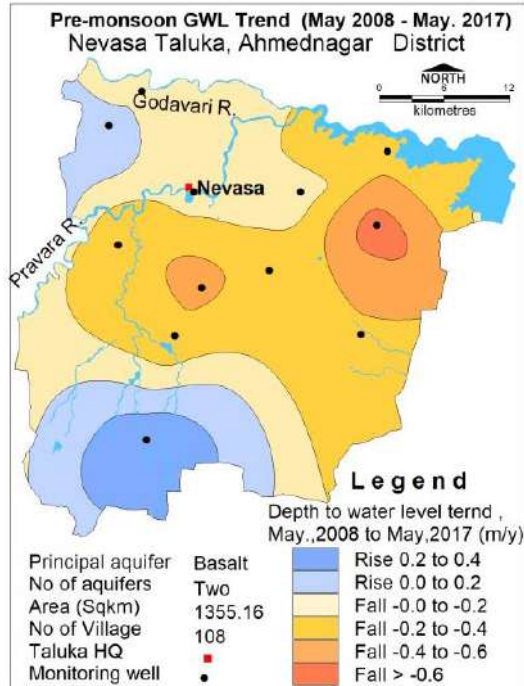 Pre-monsoon GWL Trend (May 2008 - May. 2017)
Nevasa Taluka, Ahmednagar District
NORTH
0 6 12
kilometres
Godavari R.
Nevasa
Pravara R.
Legend
Depth to water level ternd ,
May.,2008 to May,2017 (m/y)
Rise 0.2 to 0.4
Rise 0.0 to 0.2
Fall -0.0 to -0.2
Fall -0.2 to -0.4
Fall -0.4 to -0.6
Fall > -0.6
Principal aquifer Basalt
No of aquifers Two
Area (Sqkm) 1355.16
No of Village 108
Taluka HQ
Monitoring well